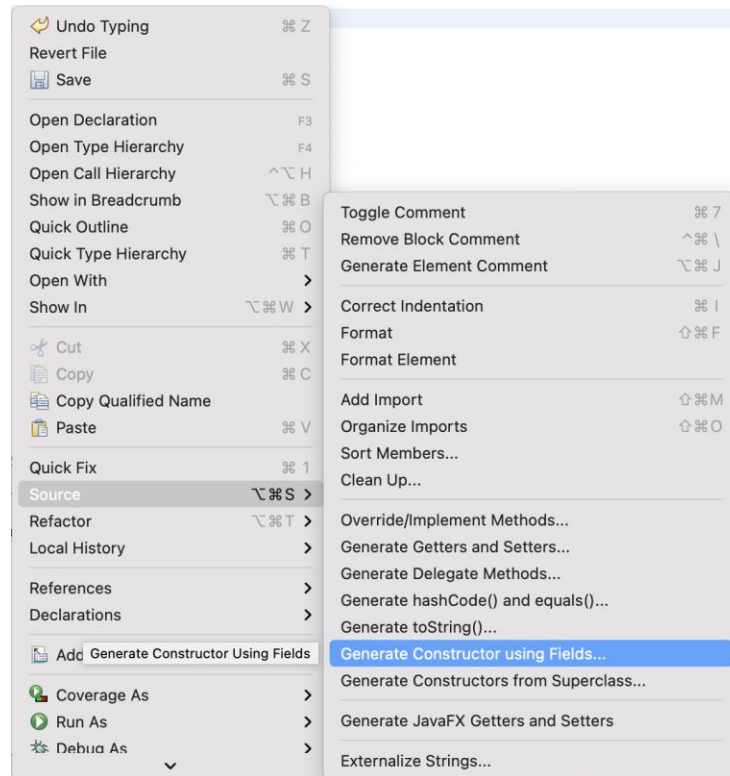 Undo Typing ⌘ Z
Revert File
Save ⌘ S
Open Declaration F3
Open Type Hierarchy F4
Open Call Hierarchy ^⌥ H
Show in Breadcrumb ⌥⌘ B
Quick Outline ⌘ O
Quick Type Hierarchy ⌘ T
Open With >
Show In ⌥⌘ W >
Cut ⌘ X
Copy ⌘ C
Copy Qualified Name
Paste ⌘ V
Quick Fix ⌘ 1
Source ⌥⌘ S >
Refactor ⌥⌘ T >
Local History >
References >
Declarations >
Add
Generate Constructor Using Fields
Coverage As >
Run As >
Debug As >
Toggle Comment ⌘ 7
Remove Block Comment ^⌘ \
Generate Element Comment ⌥⌘ J
Correct Indentation ⌘ I
Format ⇧⌘ F
Format Element
Add Import ⇧⌘ M
Organize Imports ⇧⌘ O
Sort Members...
Clean Up...
Override/Implement Methods...
Generate Getters and Setters...
Generate Delegate Methods...
Generate hashCode() and equals()...
Generate toString()...
Generate Constructor using Fields...
Generate Constructors from Superclass...
Generate JavaFX Getters and Setters
Externalize Strings...